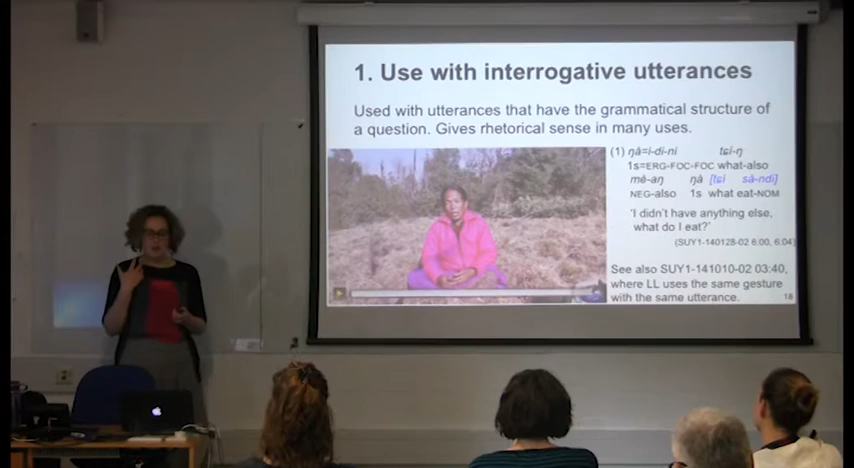 1. Use with interrogative utterances
Used with utterances that have the grammatical structure of
a question. Gives rhetorical sense in many uses.
(1) ŋà=i-di-ni tɕī-ŋ
1s=ERG-FOC-FOC what-also
mè-aŋ ŋà [tɕi sà-ndi]
NEG-also 1s what eat-NOM
'I didn't have anything else,
what do I eat?'
(SUY1-140128-02 6:00, 6:04)
See also SUY1-141010-02 03:40,
where LL uses the same gesture
with the same utterance.
18